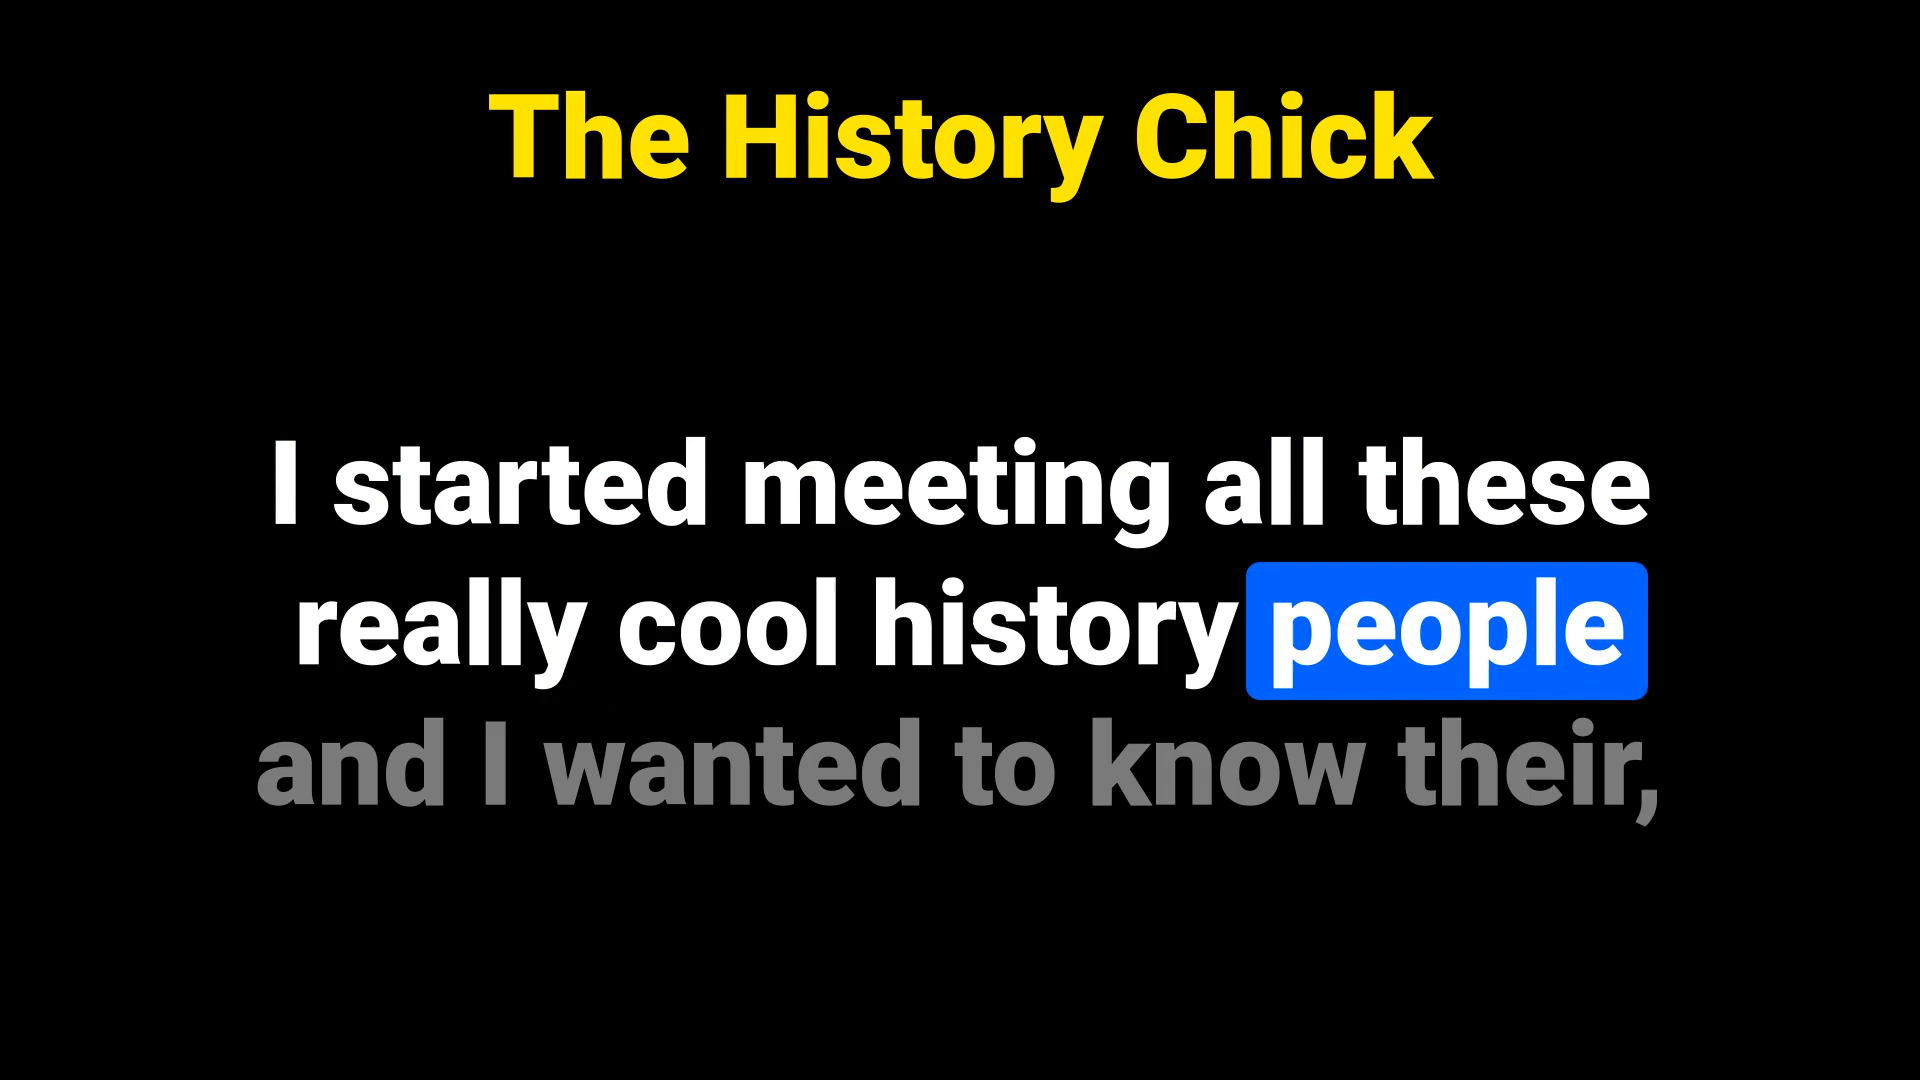 The History Chick
I started meeting all these
really cool history people
and I wanted to know their,